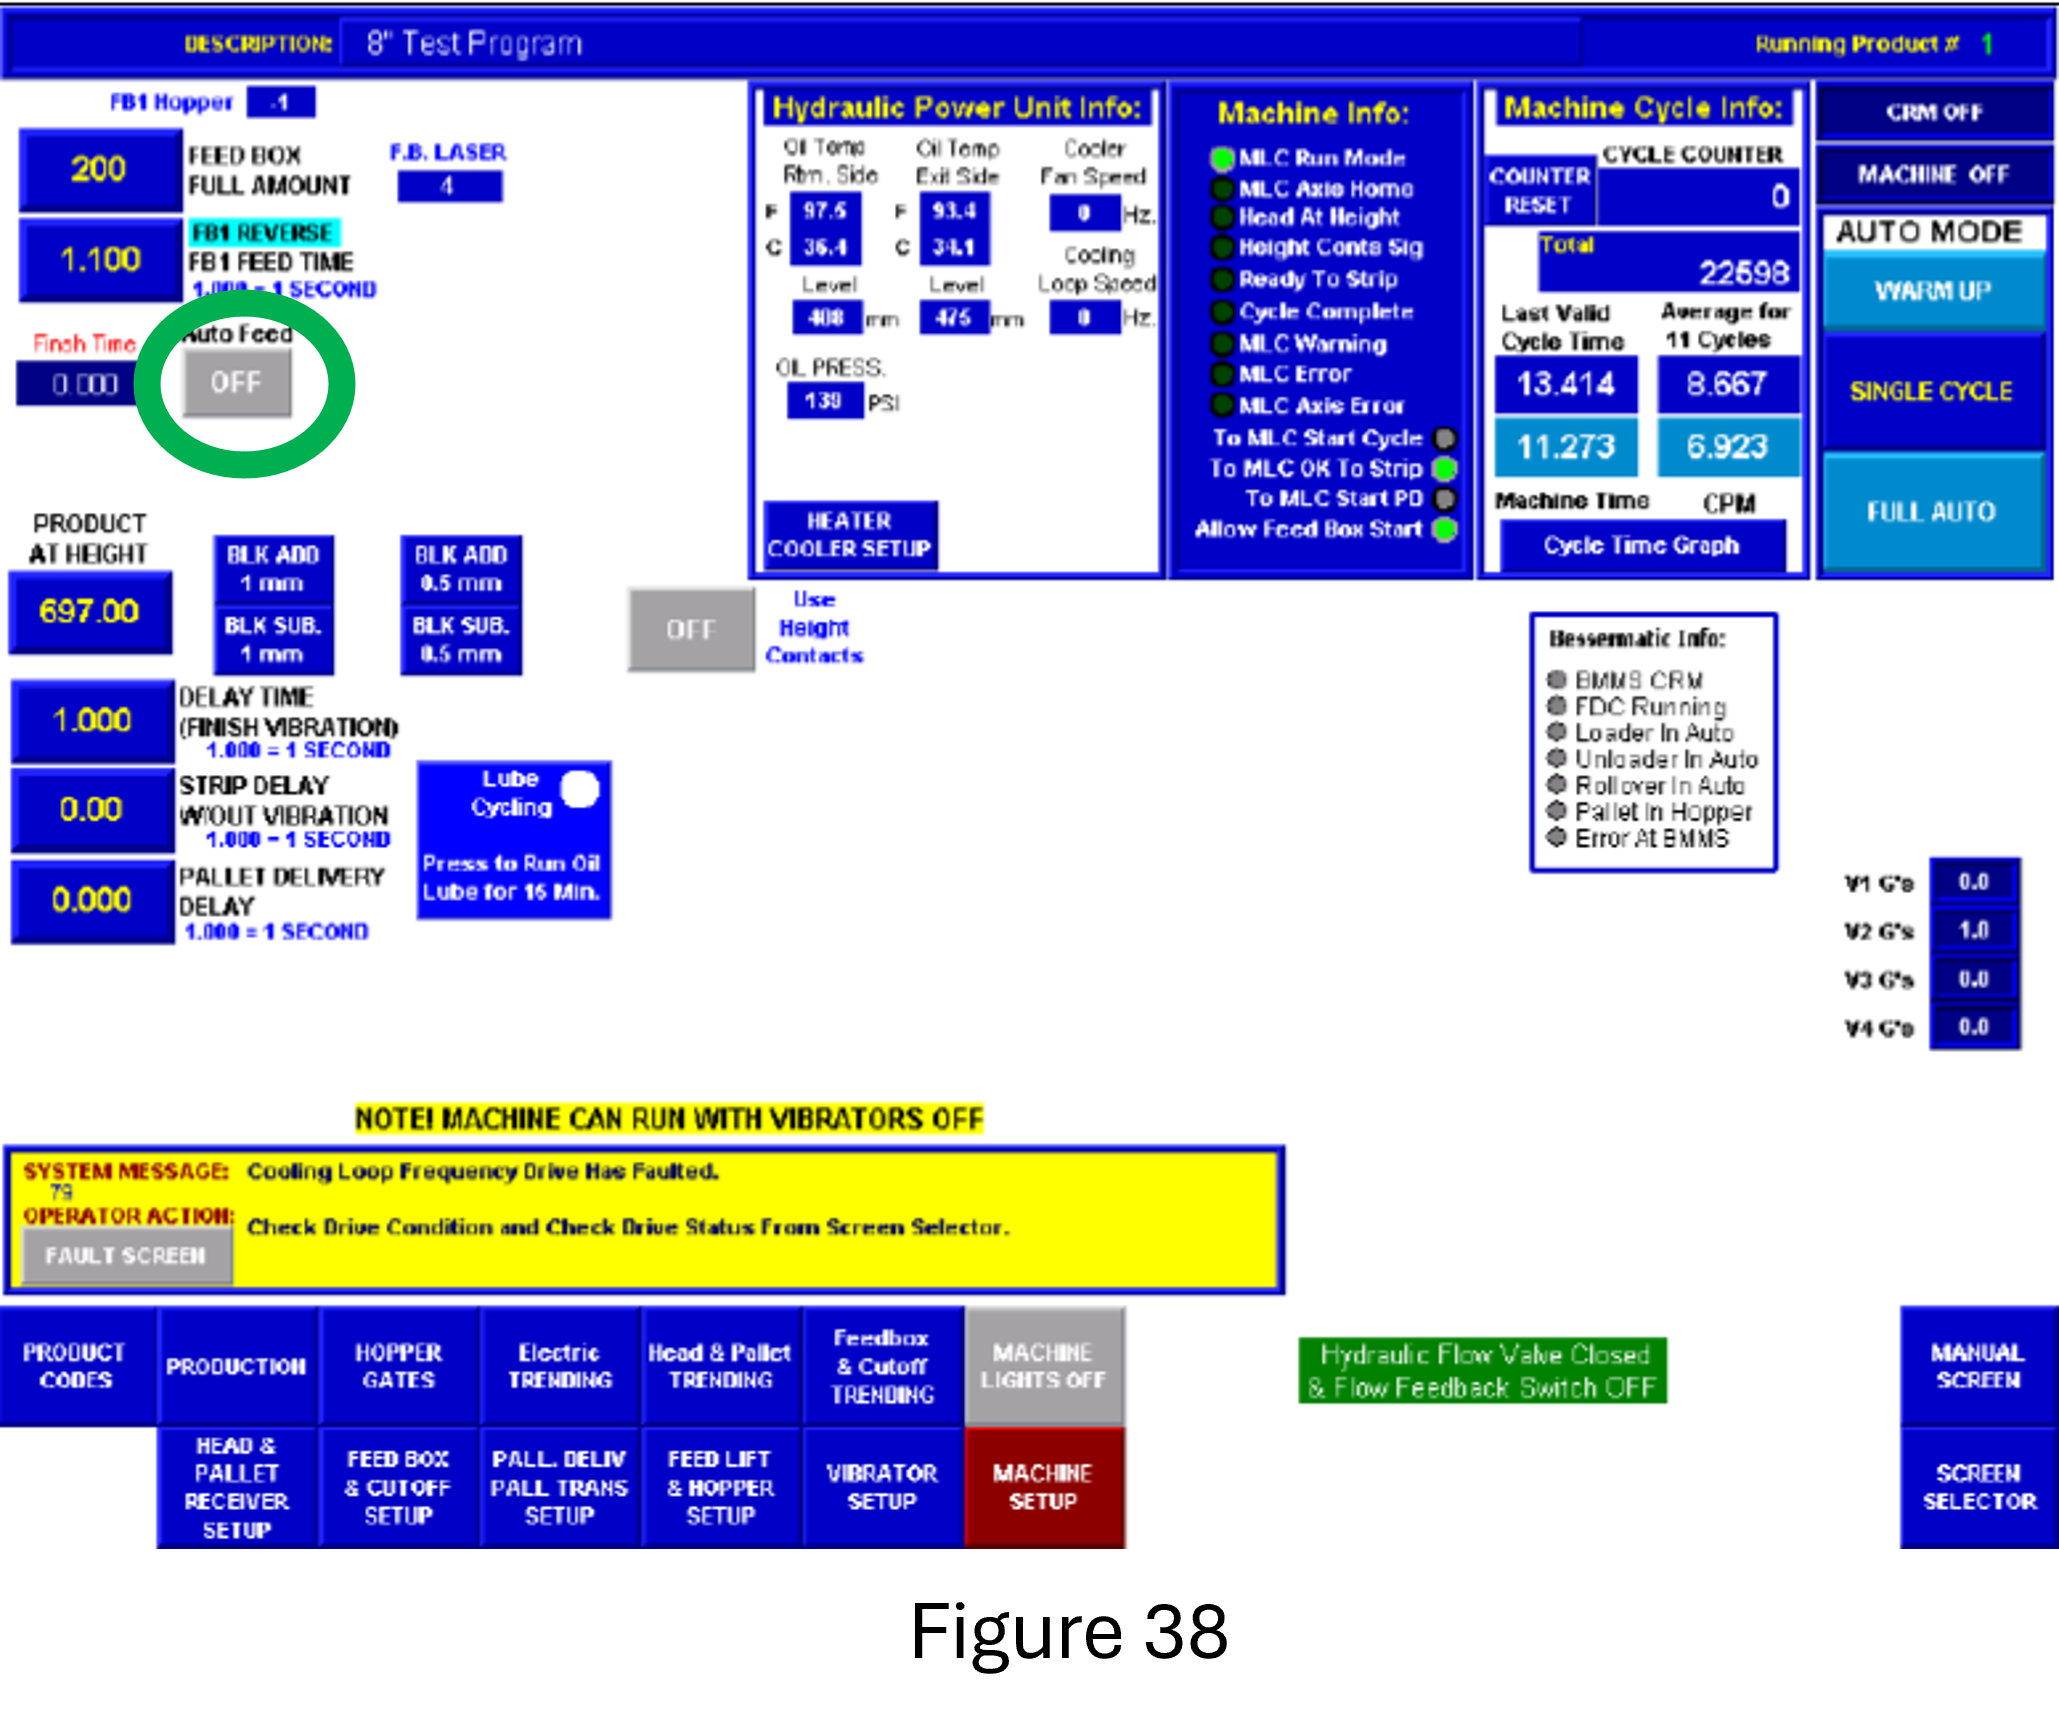 DESCRIPTION: 8" Test Program
Running Product # 1
FB1 Hopper -1
200
FEED BOX
FULL AMOUNT
F.B. LASER
4
1.100
FB1 REVERSE
FB1 FEED TIME
1.000 = 1 SECOND
Finsh Time
0.000
Auto Feed
OFF
Hydraulic Power Unit Info:
Oil Temp
Rtrn. Side
F 97.5
C 36.4
Level
408 mm
OIL PRESS.
139 PSI
Oil Temp
Exit Side
F 93.4
C 34.1
Level
475 mm
Cooler
Fan Speed
0 Hz.
Cooling
Loop Speed
0 Hz.
HEATER
COOLER SETUP
Machine Info:
MLC Run Mode
MLC Axis Home
Head At Height
Height Conts Sig
Ready To Strip
Cycle Complete
MLC Warning
MLC Error
MLC Axis Error
To MLC Start Cycle
To MLC OK To Strip
To MLC Start PD
Allow Feed Box Start
Machine Cycle Info:
COUNTER
RESET
CYCLE COUNTER
0
Total
22598
Last Valid
Cycle Time
13.414
11.273
Machine Time
Average for
11 Cycles
8.667
6.923
CPM
Cycle Time Graph
CRM OFF
MACHINE OFF
AUTO MODE
WARM UP
SINGLE CYCLE
FULL AUTO
PRODUCT
AT HEIGHT
697.00
BLK ADD
1 mm
BLK SUB.
1 mm
BLK ADD
0.5 mm
BLK SUB.
0.5 mm
OFF
Use
Height
Contacts
1.000
DELAY TIME
(FINISH VIBRATION)
1.000 = 1 SECOND
0.00
STRIP DELAY
W/OUT VIBRATION
1.000 = 1 SECOND
0.000
PALLET DELIVERY
DELAY
1.000 = 1 SECOND
Lube
Cycling
Press to Run Oil
Lube for 15 Min.
Bessermatic Info:
BMMS CRM
FDC Running
Loader In Auto
Unloader In Auto
Rollover In Auto
Pallet In Hopper
Error At BMMS
V1 G's 0.0
V2 G's 1.0
V3 G's 0.0
V4 G's 0.0
NOTE! MACHINE CAN RUN WITH VIBRATORS OFF
SYSTEM MESSAGE: Cooling Loop Frequency Drive Has Faulted.
79
OPERATOR ACTION: Check Drive Condition and Check Drive Status From Screen Selector.
FAULT SCREEN
PRODUCT
CODES
PRODUCTION
HOPPER
GATES
Electric
TRENDING
Head & Pallet
TRENDING
Feedbox
& Cutoff
TRENDING
MACHINE
LIGHTS OFF
Hydraulic Flow Valve Closed
& Flow Feedback Switch OFF
MANUAL
SCREEN
HEAD &
PALLET
RECEIVER
SETUP
FEED BOX
& CUTOFF
SETUP
PALL. DELIV
PALL TRANS
SETUP
FEED LIFT
& HOPPER
SETUP
VIBRATOR
SETUP
MACHINE
SETUP
SCREEN
SELECTOR
Figure 38